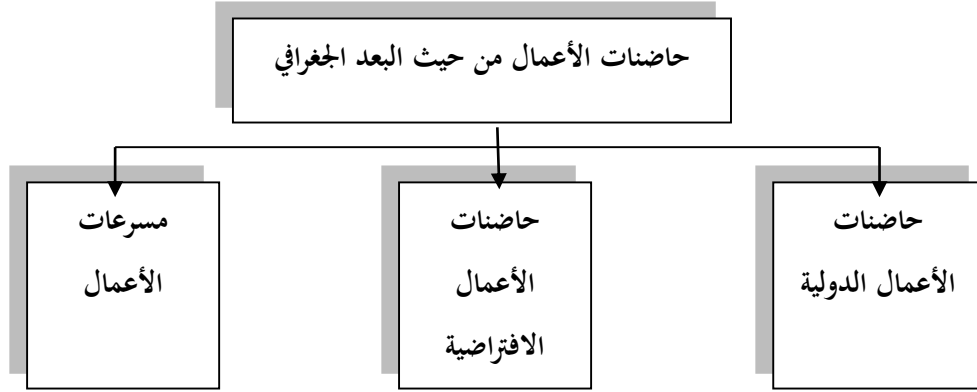 حاضنات الأعمال من حيث البعد الجغرافي
حاضنات
الأعمال الدولية
حاضنات
الأعمال
الافتراضية
مسرعات
الأعمال